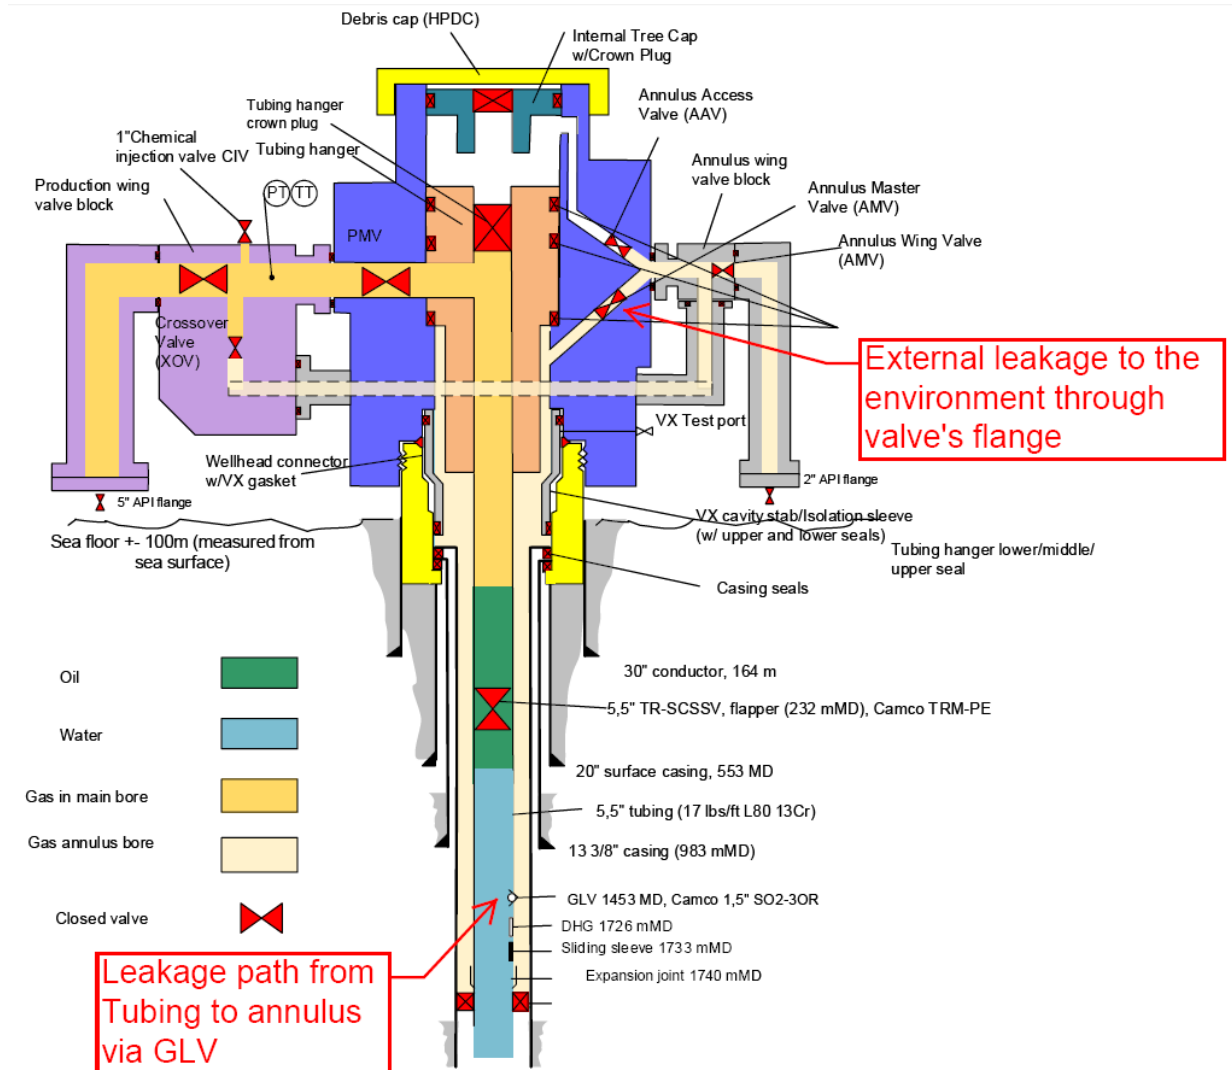 Debris cap (HPDC)
Internal Tree Cap
w/Crown Plug
Tubing hanger
crown plug
Tubing hanger
Annulus Access
Valve (AAV)
1"Chemical
injection valve CIV
Production wing
valve block
PT
TT
PMV
Annulus wing
valve block
Annulus Master
Valve (AMV)
Annulus Wing Valve
(AMV)
Crossover
Valve
(XOV)
External leakage to the
environment through
valve's flange
VX Test port
Wellhead connector
w/VX gasket
5" API flange
2" API flange
Sea floor +- 100m (measured from
sea surface)
VX cavity stab/Isolation sleeve
(w/ upper and lower seals)
Tubing hanger lower/middle/
upper seal
Casing seals
Oil
Water
Gas in main bore
Gas annulus bore
Closed valve
30" conductor, 164 m
5,5" TR-SCSSV, flapper (232 mMD), Camco TRM-PE
20" surface casing, 553 MD
5,5" tubing (17 lbs/ft L80 13Cr)
13 3/8" casing (983 mMD)
GLV 1453 MD, Camco 1,5" SO2-3OR
DHG 1726 mMD
Sliding sleeve 1733 mMD
Expansion joint 1740 mMD
Leakage path from
Tubing to annulus
via GLV